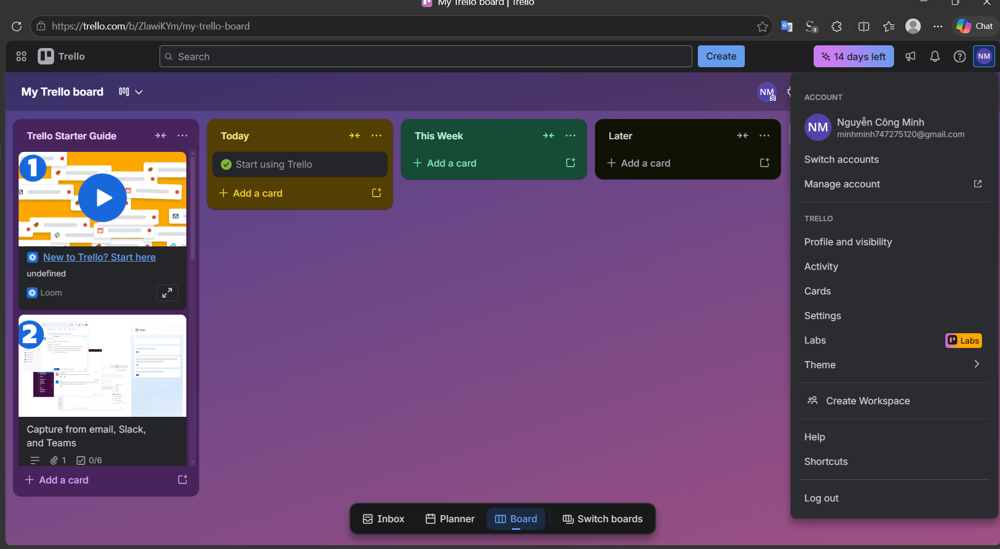 My Trello board | Trello
https://trello.com/b/ZlawiKYm/my-trello-board
1
Chat
Trello
Search
Create
14 days left
NM
My Trello board
NM
Trello Starter Guide
1
New to Trello? Start here
undefined
Loom
2
Capture from email, Slack,
and Teams
1
0/6
Add a card
Today
Start using Trello
Add a card
This Week
Add a card
Later
Add a card
ACCOUNT
NM
Nguyễn Công Minh
minhminh747275120@gmail.com
Switch accounts
Manage account
TRELLO
Profile and visibility
Activity
Cards
Settings
Labs
Labs
Theme
Create Workspace
Help
Shortcuts
Log out
Inbox
Planner
Board
Switch boards